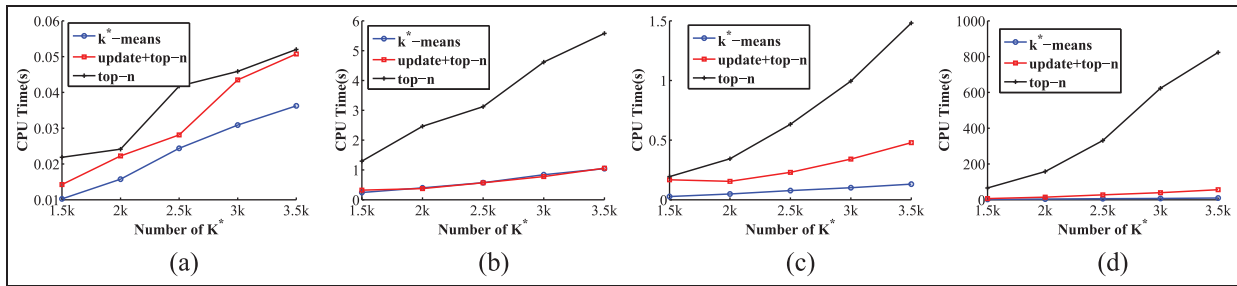 0.06
0.05
0.04
0.03
0.02
0.01
CPU Time(s)
k*-means
update+top-n
top-n
1.5k 2k 2.5k 3k 3.5k
Number of K*
(a)
6
5
4
3
2
1
0
CPU Time(s)
k*-means
update+top-n
top-n
1.5k 2k 2.5k 3k 3.5k
Number of K*
(b)
1.5
1
0.5
0
CPU Time(s)
k*-means
update+top-n
top-n
1.5k 2k 2.5k 3k 3.5k
Number of K*
(c)
1000
800
600
400
200
0
CPU Time(s)
k*-means
update+top-n
top-n
1.5k 2k 2.5k 3k 3.5k
Number of K*
(d)